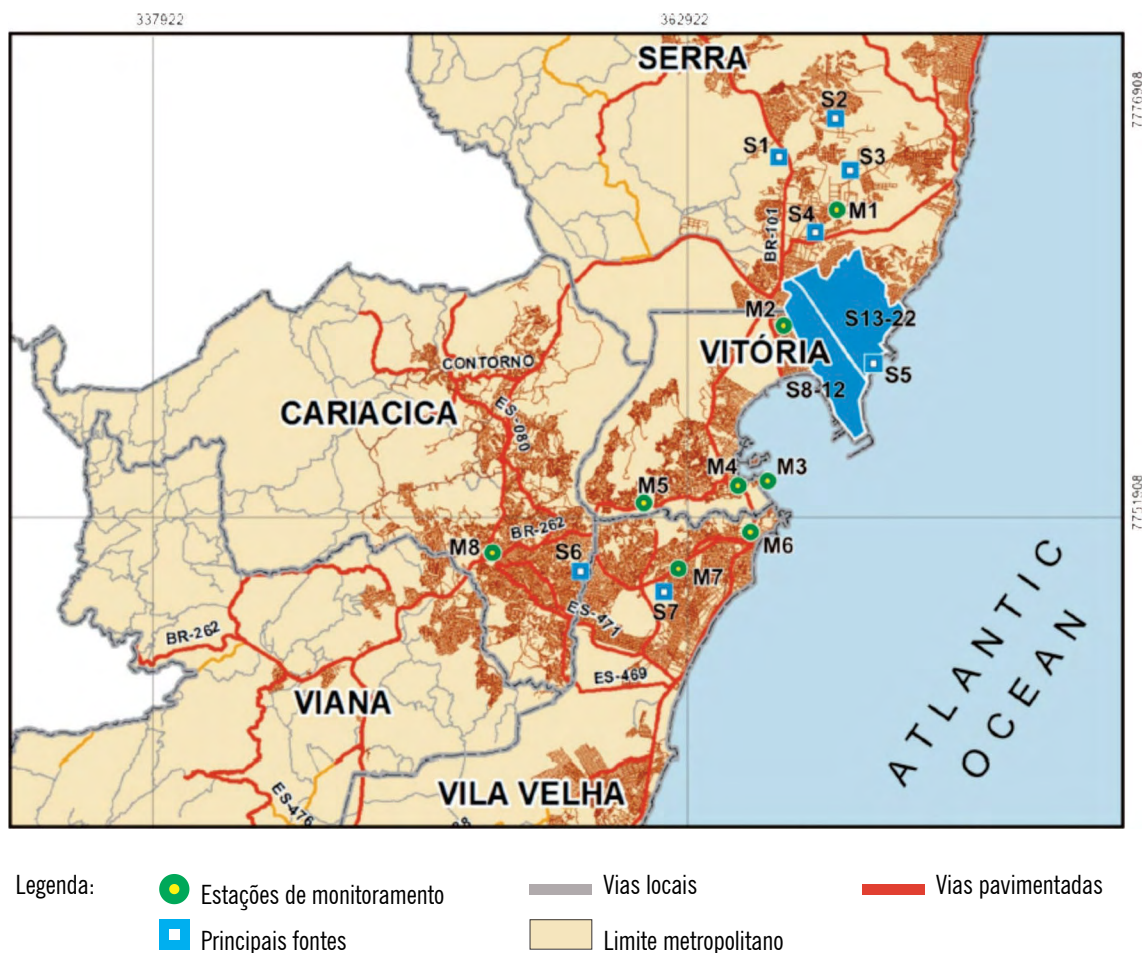 337922
362922
SERRA
7776908
S2
S1
S3
M1
S4
BR-101
M2
S13-22
VITÓRIA
S5
S8-12
CONTORNO
CARIACICA
ES-080
M4
M3
M5
7751908
BR-262
M6
M8
S6
M7
S7
ES-471
BR-262
ES-469
VIANA
ATLANTIC
OCEAN
VILA VELHA
ES-476
Legenda:
Estações de monitoramento
Vias locais
Vias pavimentadas
Principais fontes
Limite metropolitano